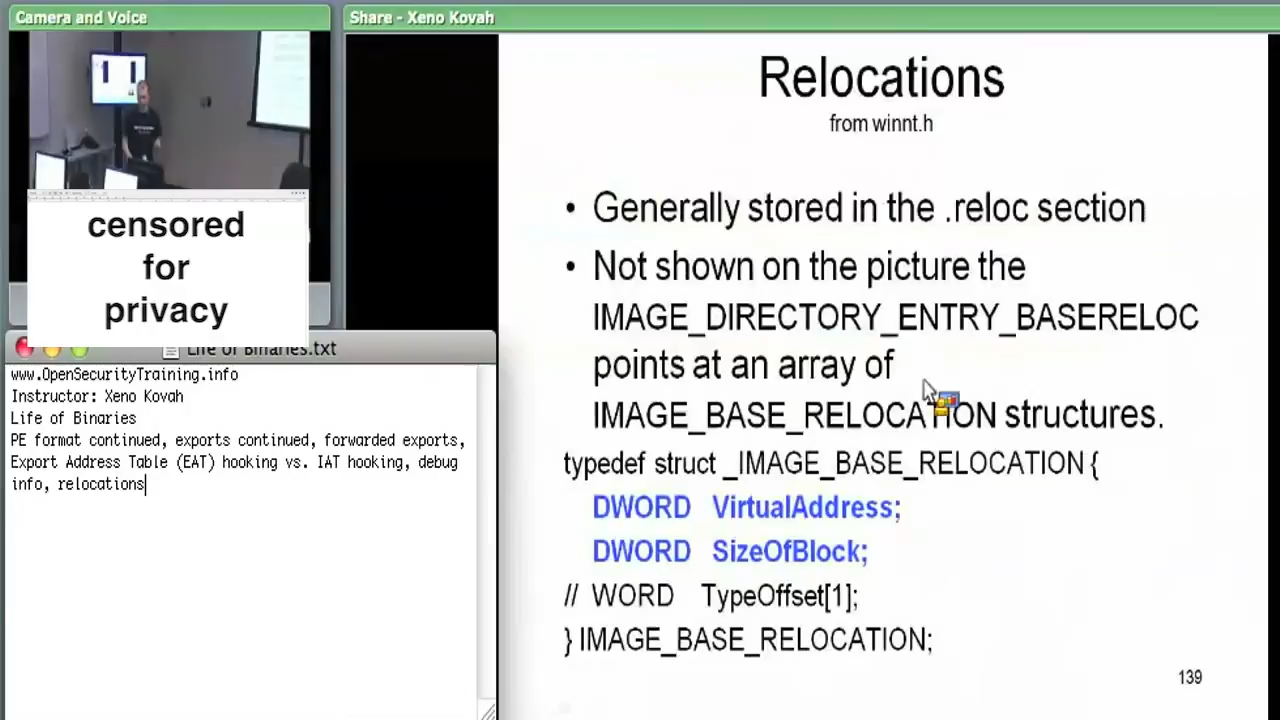 Camera and Voice
censored
for
privacy
Life of Binaries.txt
www.OpenSecurityTraining.info
Instructor: Xeno Kovah
Life of Binaries
PE format continued, exports continued, forwarded exports,
Export Address Table (EAT) hooking vs. IAT hooking, debug
info, relocations
Share - Xeno Kovah
Relocations
from winnt.h
• Generally stored in the .reloc section
• Not shown on the picture the
IMAGE_DIRECTORY_ENTRY_BASERELOC
points at an array of
IMAGE_BASE_RELOCATION structures.
typedef struct _IMAGE_BASE_RELOCATION {
DWORD VirtualAddress;
DWORD SizeOfBlock;
// WORD TypeOffset[1];
} IMAGE_BASE_RELOCATION;
139